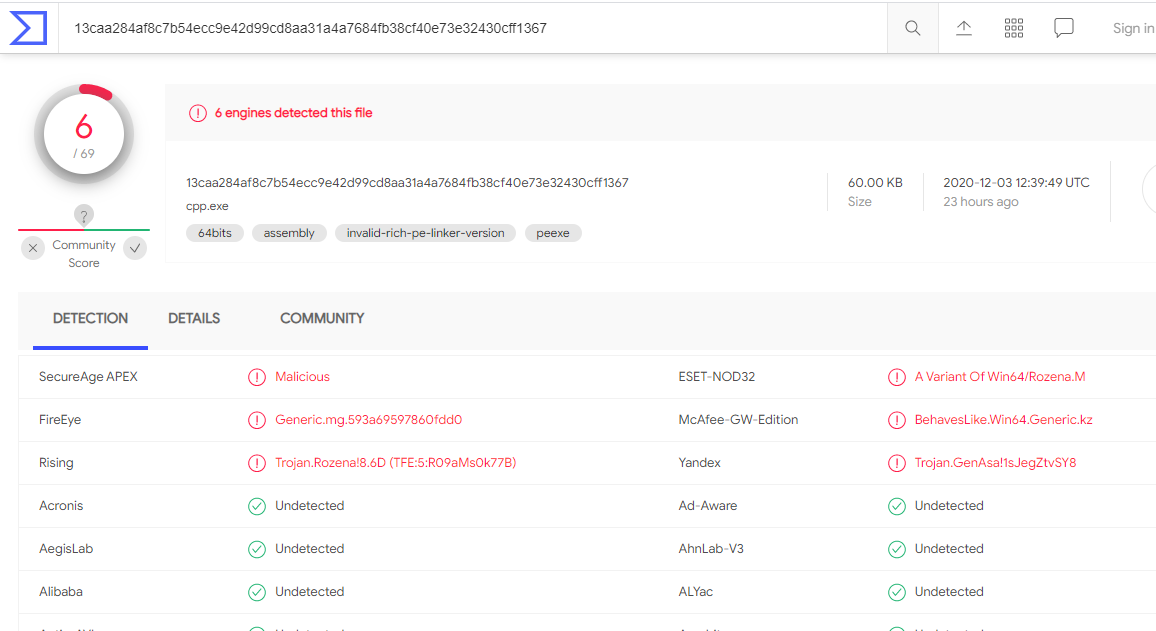 13caa284af8c7b54ecc9e42d99cd8aa31a4a7684fb38cf40e73e32430cff1367
Sign in
6
/ 69
?
Community
Score
6 engines detected this file
13caa284af8c7b54ecc9e42d99cd8aa31a4a7684fb38cf40e73e32430cff1367
cpp.exe
64bits assembly invalid-rich-pe-linker-version peexe
60.00 KB
Size
2020-12-03 12:39:49 UTC
23 hours ago
DETECTION DETAILS COMMUNITY
SecureAge APEX Malicious ESET-NOD32 A Variant Of Win64/Rozena.M
FireEye Generic.mg.593a69597860fdd0 McAfee-GW-Edition BehavesLike.Win64.Generic.kz
Rising Trojan.Rozena!8.6D (TFE:5:R09aMs0k77B) Yandex Trojan.GenAsa!1sJegZtvSY8
Acronis Undetected Ad-Aware Undetected
AegisLab Undetected AhnLab-V3 Undetected
Alibaba Undetected ALYac Undetected